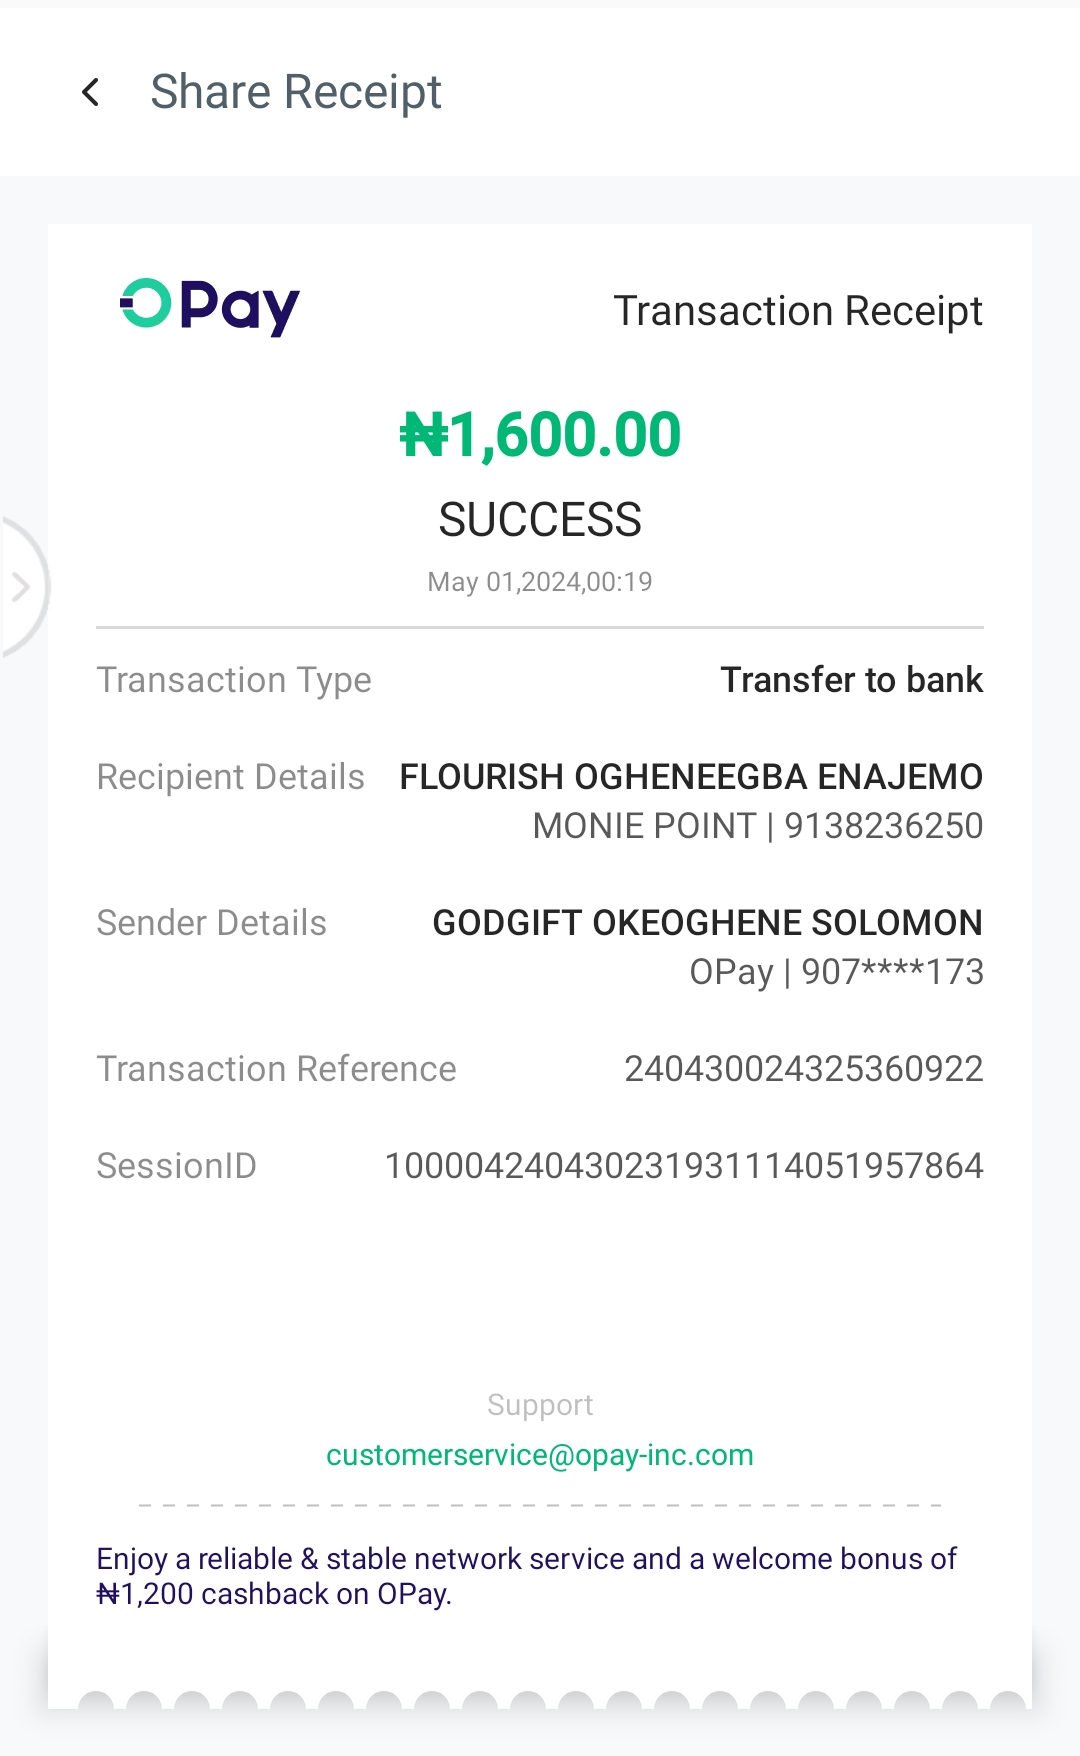 Share Receipt
OPay
Transaction Receipt
₦1,600.00
SUCCESS
May 01,2024,00:19
Transaction Type Transfer to bank
Recipient Details FLOURISH OGHENEEGBA ENAJEMO
MONIE POINT | 9138236250
Sender Details GODGIFT OKEOGHENE SOLOMON
OPay | 907****173
Transaction Reference 240430024325360922
SessionID 100004240430231931114051957864
Support
customerservice@opay-inc.com
Enjoy a reliable & stable network service and a welcome bonus of
₦1,200 cashback on OPay.